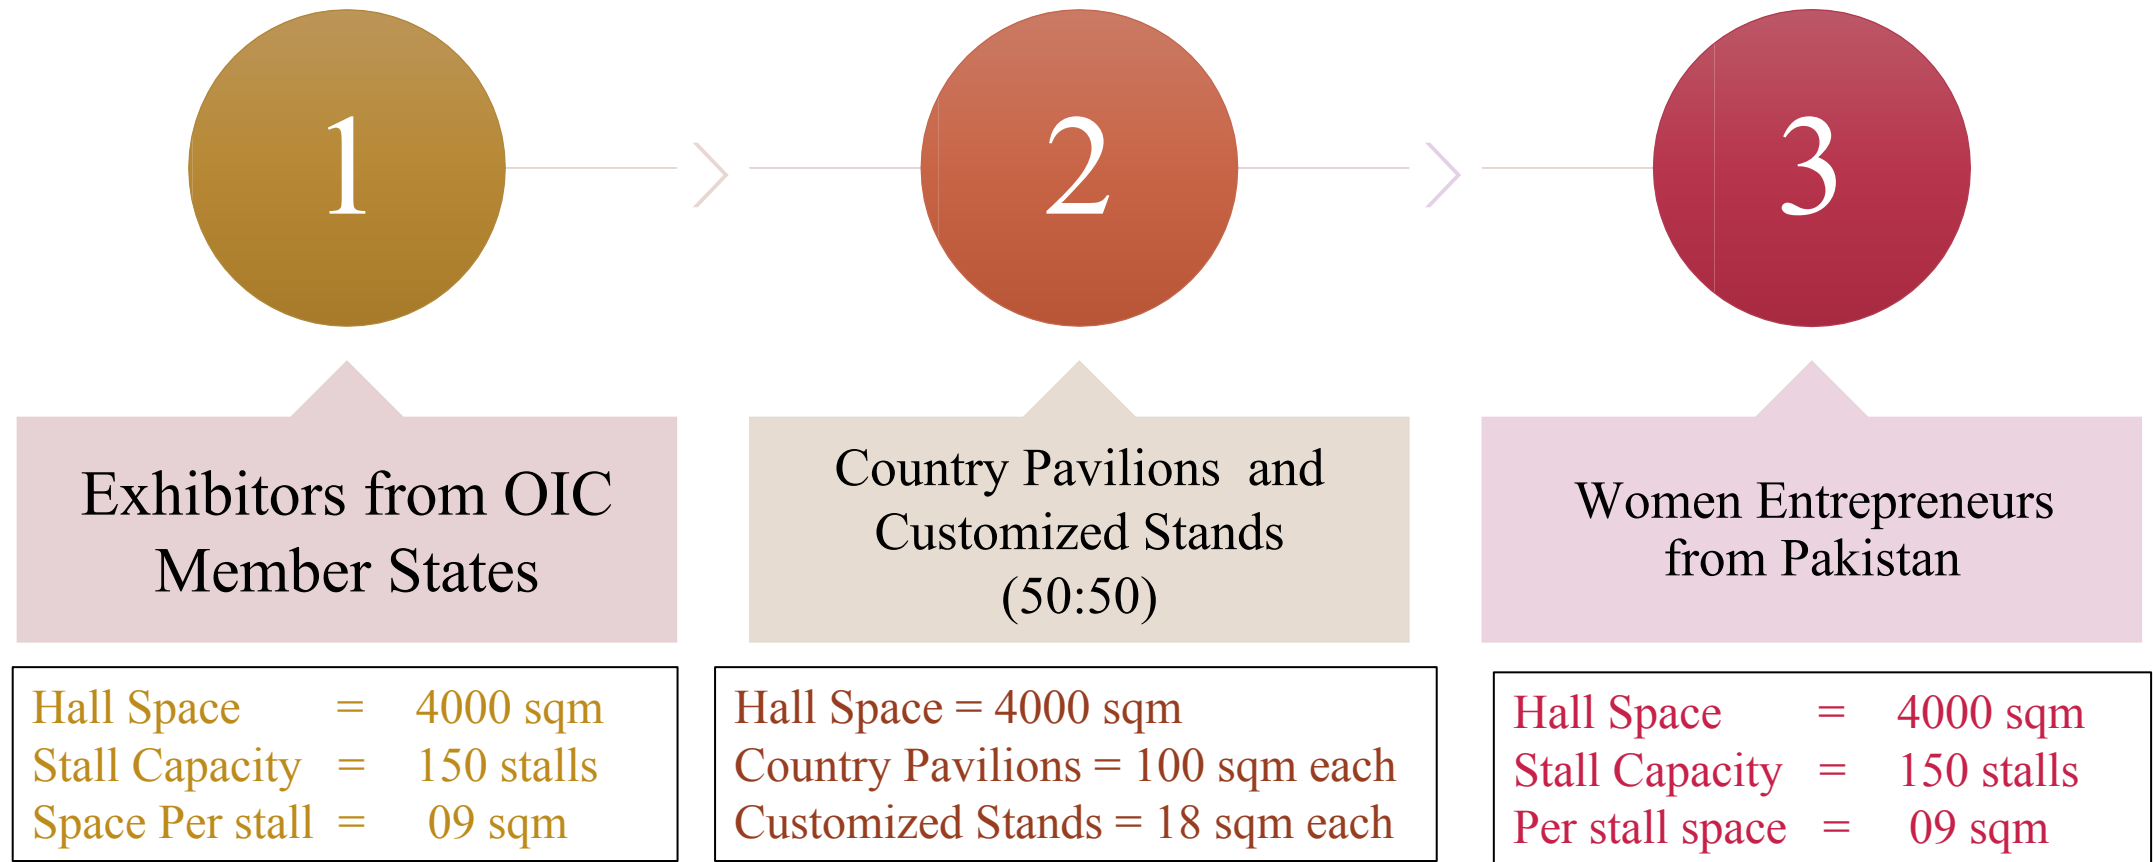 1
2
3
Exhibitors from OIC
Member States
Country Pavilions and
Customized Stands
(50:50)
Women Entrepreneurs
from Pakistan
Hall Space = 4000 sqm
Stall Capacity = 150 stalls
Space Per stall = 09 sqm
Hall Space = 4000 sqm
Country Pavilions = 100 sqm each
Customized Stands = 18 sqm each
Hall Space = 4000 sqm
Stall Capacity = 150 stalls
Per stall space = 09 sqm